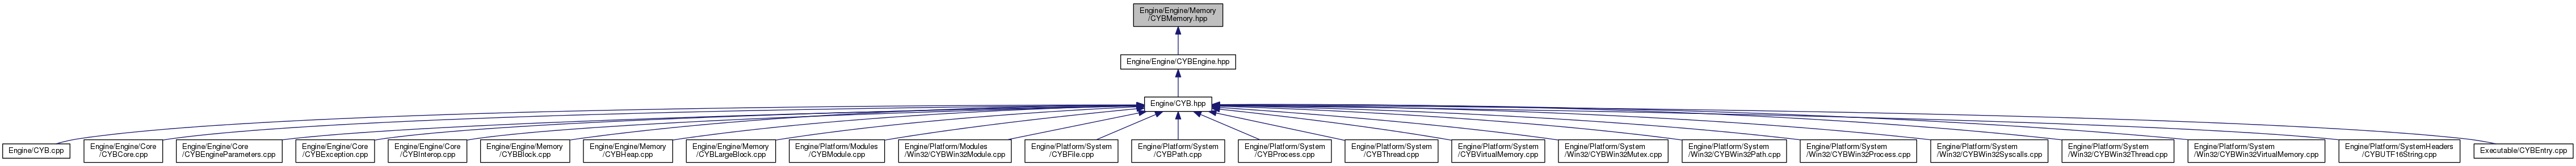 Engine/Engine/Memory
/CYBMemory.hpp
Engine/Engine/CYBEngine.hpp
Engine/CYB.hpp
Engine/CYB.cpp
Engine/Engine/Core
/CYBCore.cpp
Engine/Engine/Core
/CYBEngineParameters.cpp
Engine/Engine/Core
/CYBException.cpp
Engine/Engine/Core
/CYBInterop.cpp
Engine/Engine/Memory
/CYBBlock.cpp
Engine/Engine/Memory
/CYBHeap.cpp
Engine/Engine/Memory
/CYBLargeBlock.cpp
Engine/Platform/Modules
/CYBModule.cpp
Engine/Platform/Modules
/Win32/CYBWin32Module.cpp
Engine/Platform/System
/CYBFile.cpp
Engine/Platform/System
/CYBPath.cpp
Engine/Platform/System
/CYBProcess.cpp
Engine/Platform/System
/CYBThread.cpp
Engine/Platform/System
/CYBVirtualMemory.cpp
Engine/Platform/System
/Win32/CYBWin32Mutex.cpp
Engine/Platform/System
/Win32/CYBWin32Path.cpp
Engine/Platform/System
/Win32/CYBWin32Process.cpp
Engine/Platform/System
/Win32/CYBWin32Syscalls.cpp
Engine/Platform/System
/Win32/CYBWin32Thread.cpp
Engine/Platform/System
/Win32/CYBWin32VirtualMemory.cpp
Engine/Platform/SystemHeaders
/CYBUTF16String.cpp
Executable/CYBEntry.cpp